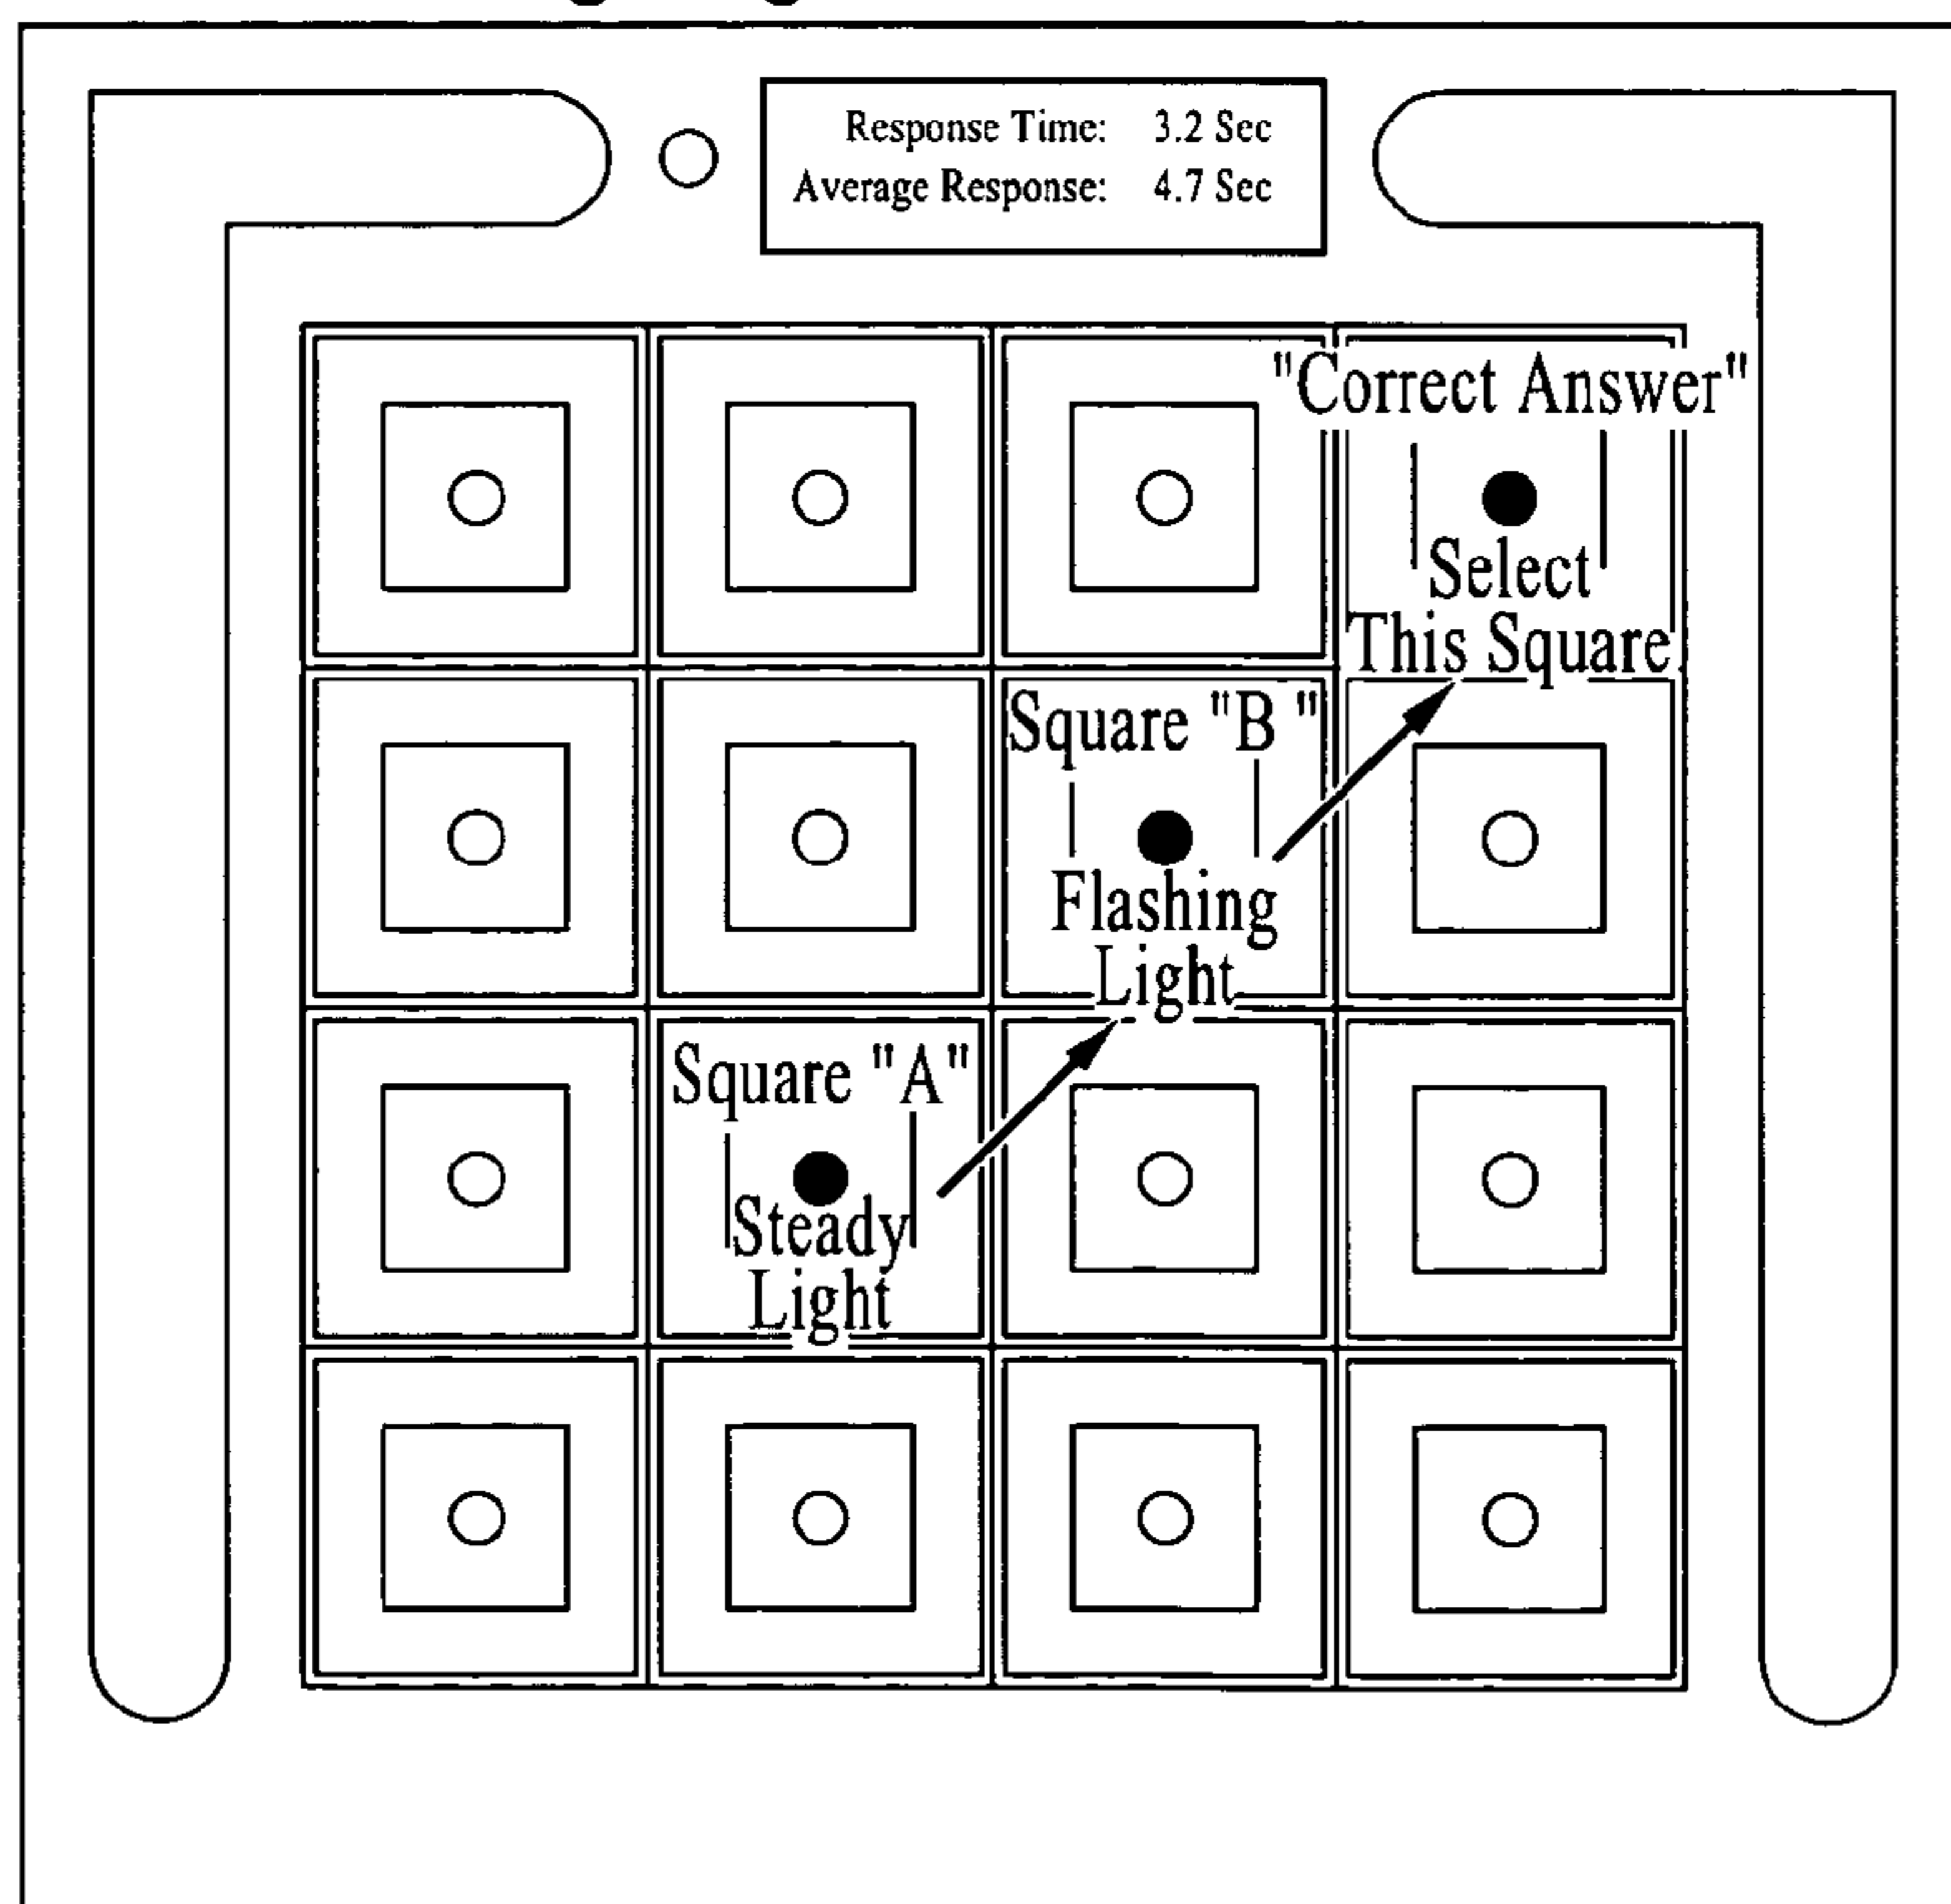 Response Time: 3.2 Sec
Average Response: 4.7 Sec
"Correct Answer"
Select
This Square
Square "B "
Flashing
Light
Square "A"
Steady
Light